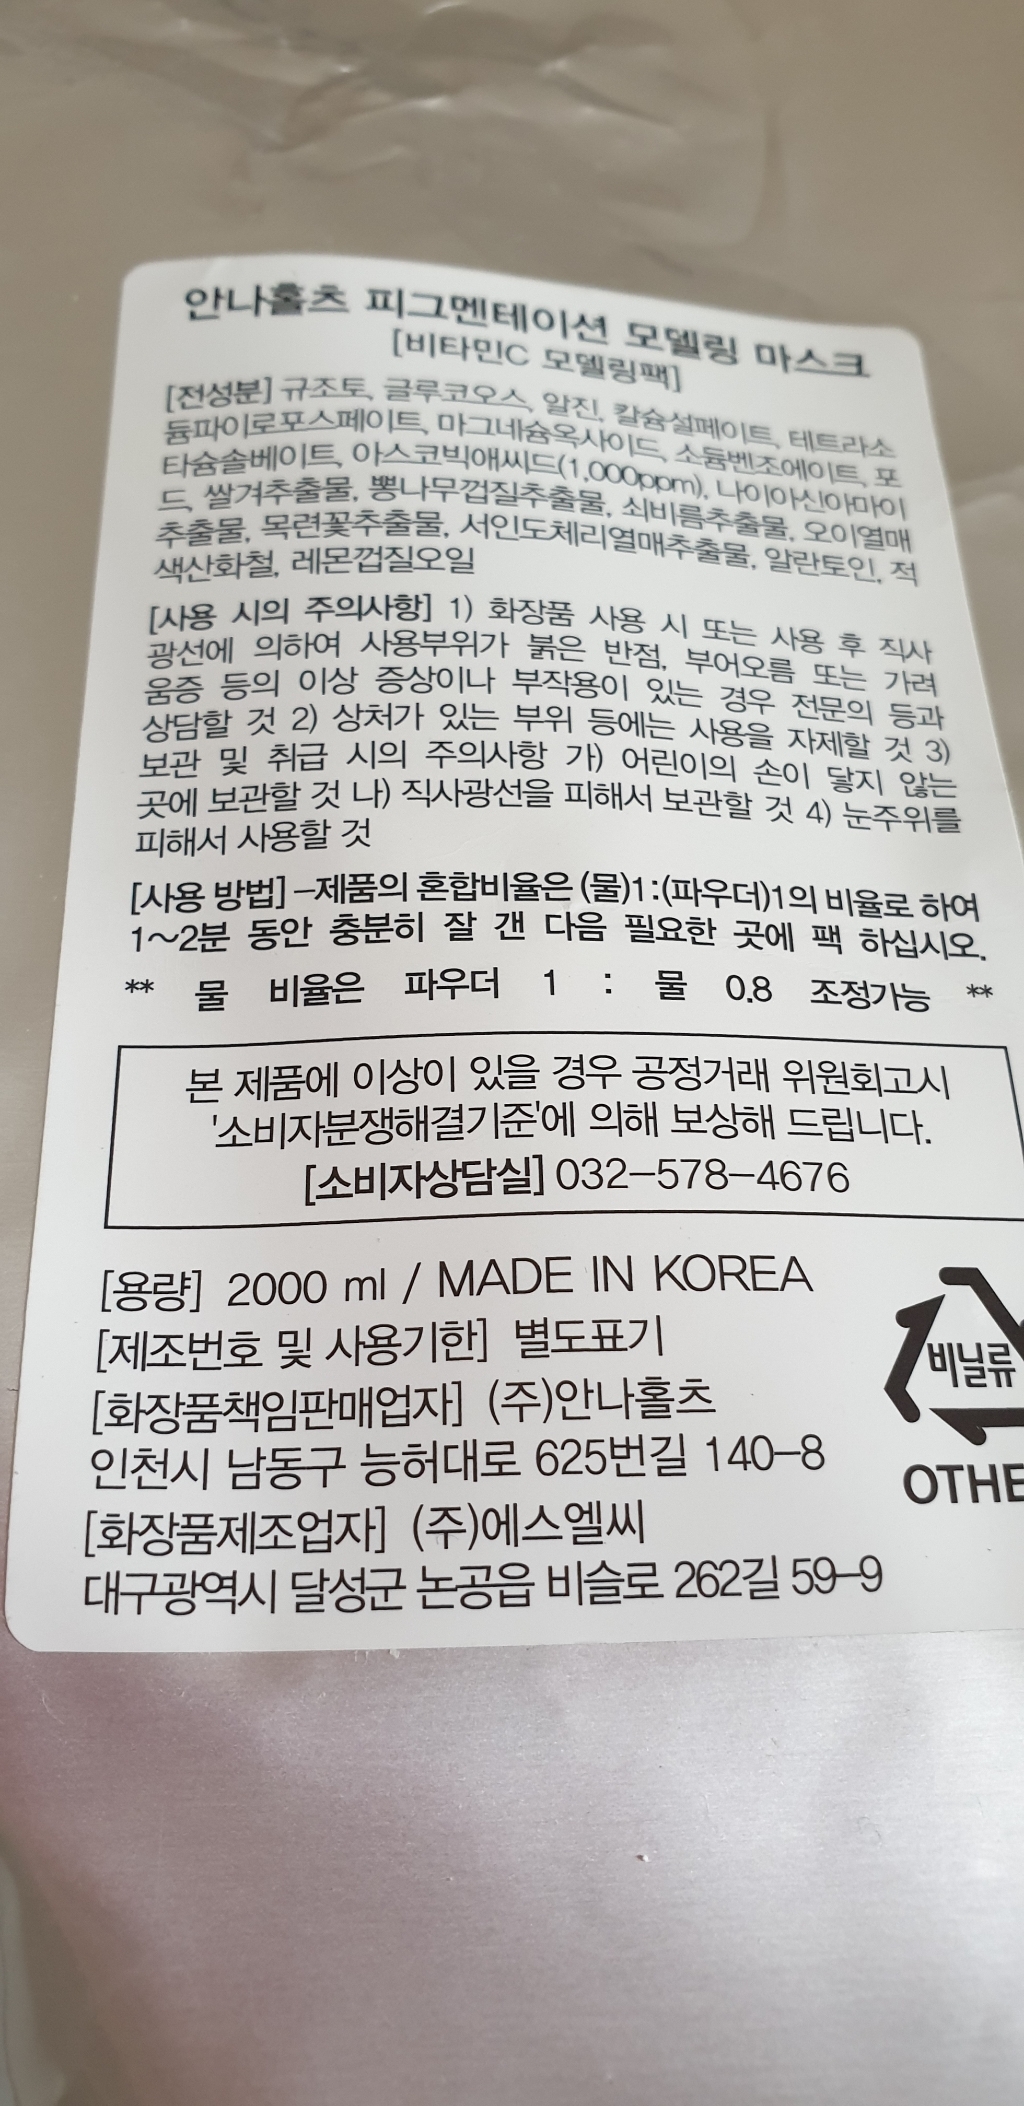 안나홀츠 피그멘테이션 모델링 마스크
[비타민C 모델링팩]
[전성분] 규조토, 글루코오스, 알진, 칼슘설페이트, 테트라소
듐파이로포스페이트, 마그네슘옥사이드, 소듐벤조에이트, 포
타슘솔베이트, 아스코빅애씨드(1,000ppm), 나이아신아마이
드, 쌀겨추출물, 뽕나무껍질추출물, 쇠비름추출물, 오이열매
추출물, 목련꽃추출물, 서인도체리열매추출물, 알란토인, 적
색산화철, 레몬껍질오일
[사용 시의 주의사항] 1) 화장품 사용 시 또는 사용 후 직사
광선에 의하여 사용부위가 붉은 반점, 부어오름 또는 가려
움증 등의 이상 증상이나 부작용이 있는 경우 전문의 등과
상담할 것 2) 상처가 있는 부위 등에는 사용을 자제할 것 3)
보관 및 취급 시의 주의사항 가) 어린이의 손이 닿지 않는
곳에 보관할 것 나) 직사광선을 피해서 보관할 것 4) 눈주위를
피해서 사용할 것
[사용 방법] –제품의 혼합비율은 (물)1:(파우더)1의 비율로 하여
1~2분 동안 충분히 잘 갠 다음 필요한 곳에 팩 하십시오.
** 물 비율은 파우더 1 : 물 0.8 조정가능 **
본 제품에 이상이 있을 경우 공정거래 위원회고시
'소비자분쟁해결기준'에 의해 보상해 드립니다.
[소비자상담실] 032–578–4676
[용량] 2000 ml / MADE IN KOREA
[제조번호 및 사용기한] 별도표기
[화장품책임판매업자] (주)안나홀츠
인천시 남동구 능허대로 625번길 140–8
[화장품제조업자] (주)에스엘씨
대구광역시 달성군 논공읍 비슬로 262길 59–9
비닐류
OTHE